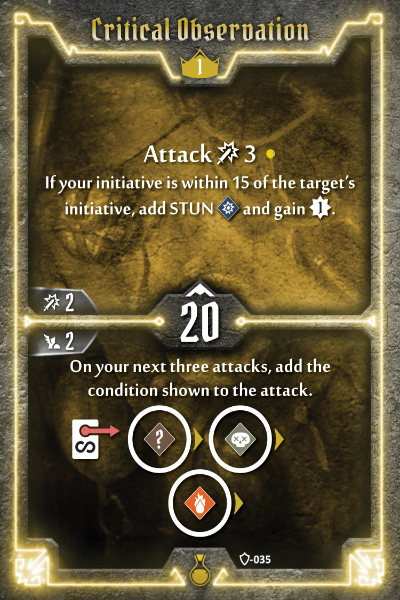 Critical Observation
1
Attack 3
If your initiative is within 15 of the target's
initiative, add STUN and gain 1.
2
20
2
On your next three attacks, add the
condition shown to the attack.
S
?
-035